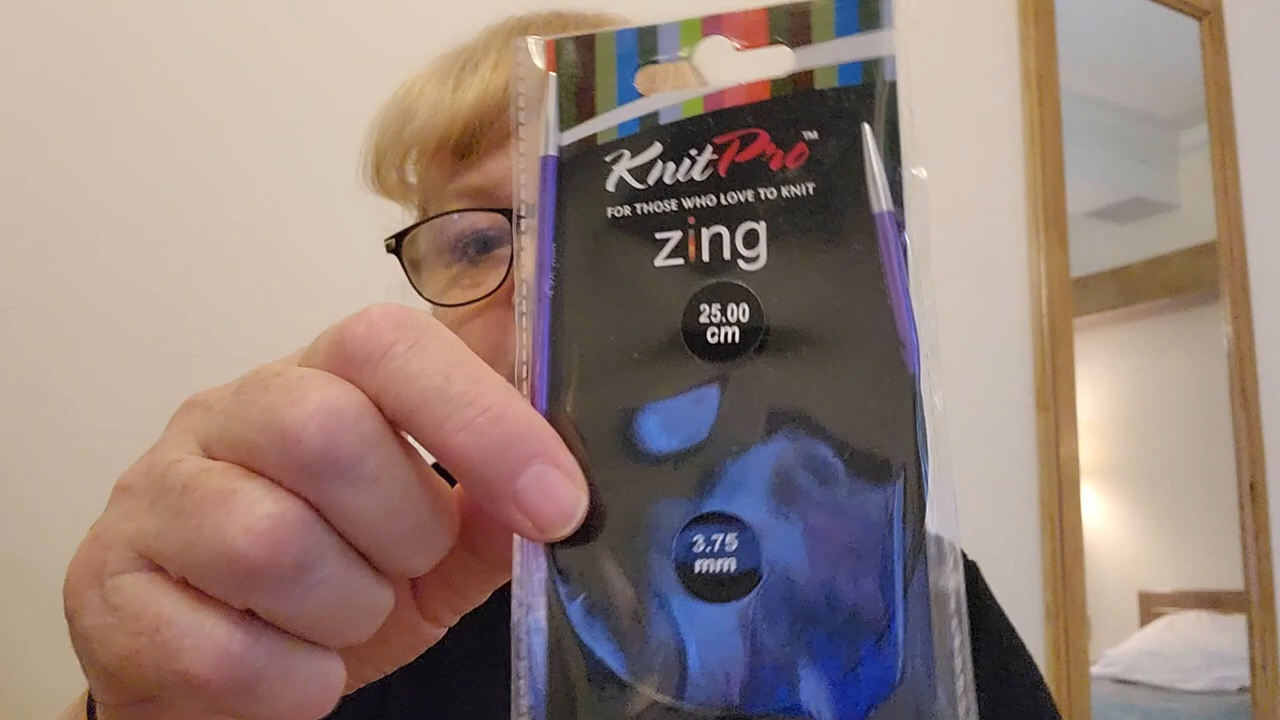 KnitPro™
FOR THOSE WHO LOVE TO KNIT
zing
25.00
cm
3.75
mm